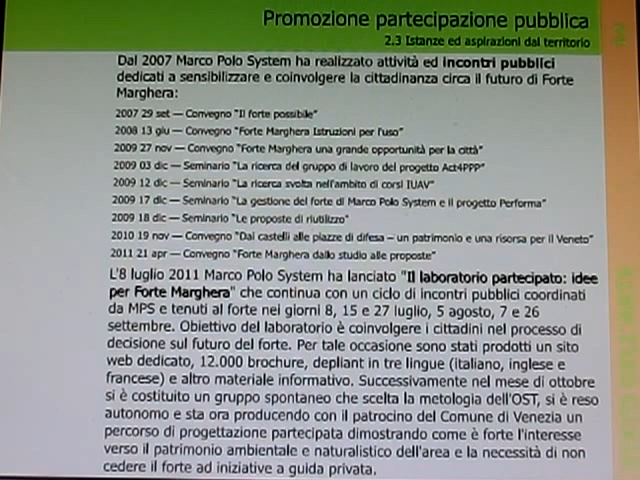 Promozione partecipazione pubblica
2.3 Istanze ed aspirazioni dal territorio
Dal 2007 Marco Polo System ha realizzato attività ed incontri pubblici
dedicati a sensibilizzare e coinvolgere la cittadinanza circa il futuro di Forte
Marghera:
2007 29 set — Convegno "Il forte possibile"
2008 13 giu — Convegno "Forte Marghera Istruzioni per l'uso"
2009 27 nov — Convegno "Forte Marghera una grande opportunità per la città"
2009 03 dic — Seminario "La ricerca del gruppo di lavoro del progetto Act4PPP"
2009 12 dic — Seminario "La ricerca svolta nell'ambito di corsi IUAV"
2009 17 dic — Seminario "La gestione del forte di Marco Polo System e il progetto Performa"
2009 18 dic — Seminario "Le proposte di riutilizzo"
2010 19 nov — Convegno "Dai castelli alle piazze di difesa – un patrimonio e una risorsa per il Veneto"
2011 21 apr — Convegno "Forte Marghera dallo studio alle proposte"
L'8 luglio 2011 Marco Polo System ha lanciato "Il laboratorio partecipato: idee
per Forte Marghera" che continua con un ciclo di incontri pubblici coordinati
da MPS e tenuti al forte nei giorni 8, 15 e 27 luglio, 5 agosto, 7 e 26
settembre. Obiettivo del laboratorio è coinvolgere i cittadini nel processo di
decisione sul futuro del forte. Per tale occasione sono stati prodotti un sito
web dedicato, 12.000 brochure, depliant in tre lingue (italiano, inglese e
francese) e altro materiale informativo. Successivamente nel mese di ottobre
si è costituito un gruppo spontaneo che scelta la metologia dell'OST, si è reso
autonomo e sta ora producendo con il patrocino del Comune di Venezia un
percorso di progettazione partecipata dimostrando come è forte l'interesse
verso il patrimonio ambientale e naturalistico dell'area e la necessità di non
cedere il forte ad iniziative a guida privata.